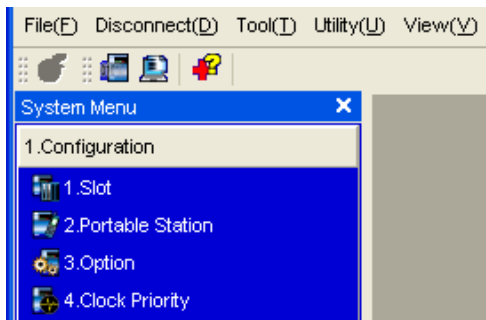 File(F) Disconnect(D) Tool(T) Utility(U) View(V)
System Menu
1.Configuration
1.Slot
2.Portable Station
3.Option
4.Clock Priority